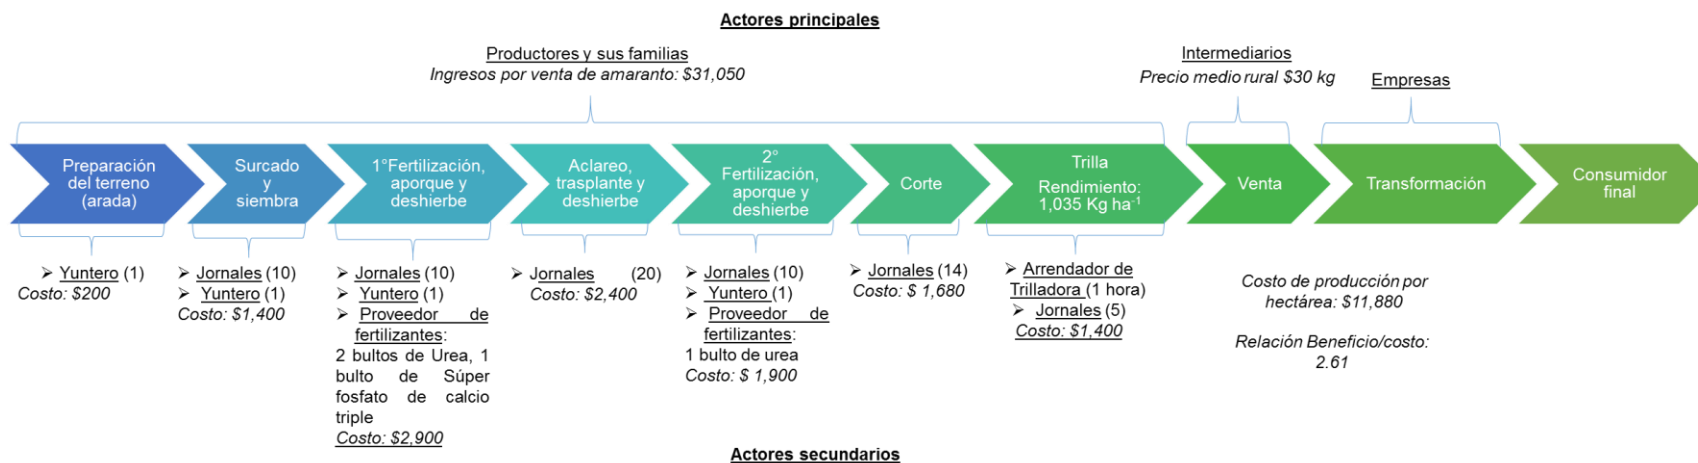 Actores principales
Productores y sus familias
Ingresos por venta de amaranto: $31,050
Intermediarios
Precio medio rural $30 kg
Empresas
Preparación
del terreno
(arada)
Surcado
y
siembra
1°Fertilización,
aporque y
deshierbe
Aclareo,
trasplante y
deshierbe
2°
Fertilización,
aporque y
deshierbe
Corte
Trilla
Rendimiento:
1,035 Kg ha⁻¹
Venta
Transformación
Consumidor
final
➢ Yuntero (1)
Costo: $200
➢ Jornales (10)
➢ Yuntero (1)
Costo: $1,400
➢ Jornales (10)
➢ Yuntero (1)
➢ Proveedor de
fertilizantes:
2 bultos de Urea, 1
bulto de Súper
fosfato de calcio
triple
Costo: $2,900
➢ Jornales (20)
Costo: $2,400
➢ Jornales (10)
➢ Yuntero (1)
➢ Proveedor de
fertilizantes:
1 bulto de urea
Costo: $ 1,900
➢ Jornales (14)
Costo: $ 1,680
➢ Arrendador de
Trilladora (1 hora)
➢ Jornales (5)
Costo: $1,400
Costo de producción por
hectárea: $11,880
Relación Beneficio/costo:
2.61
Actores secundarios